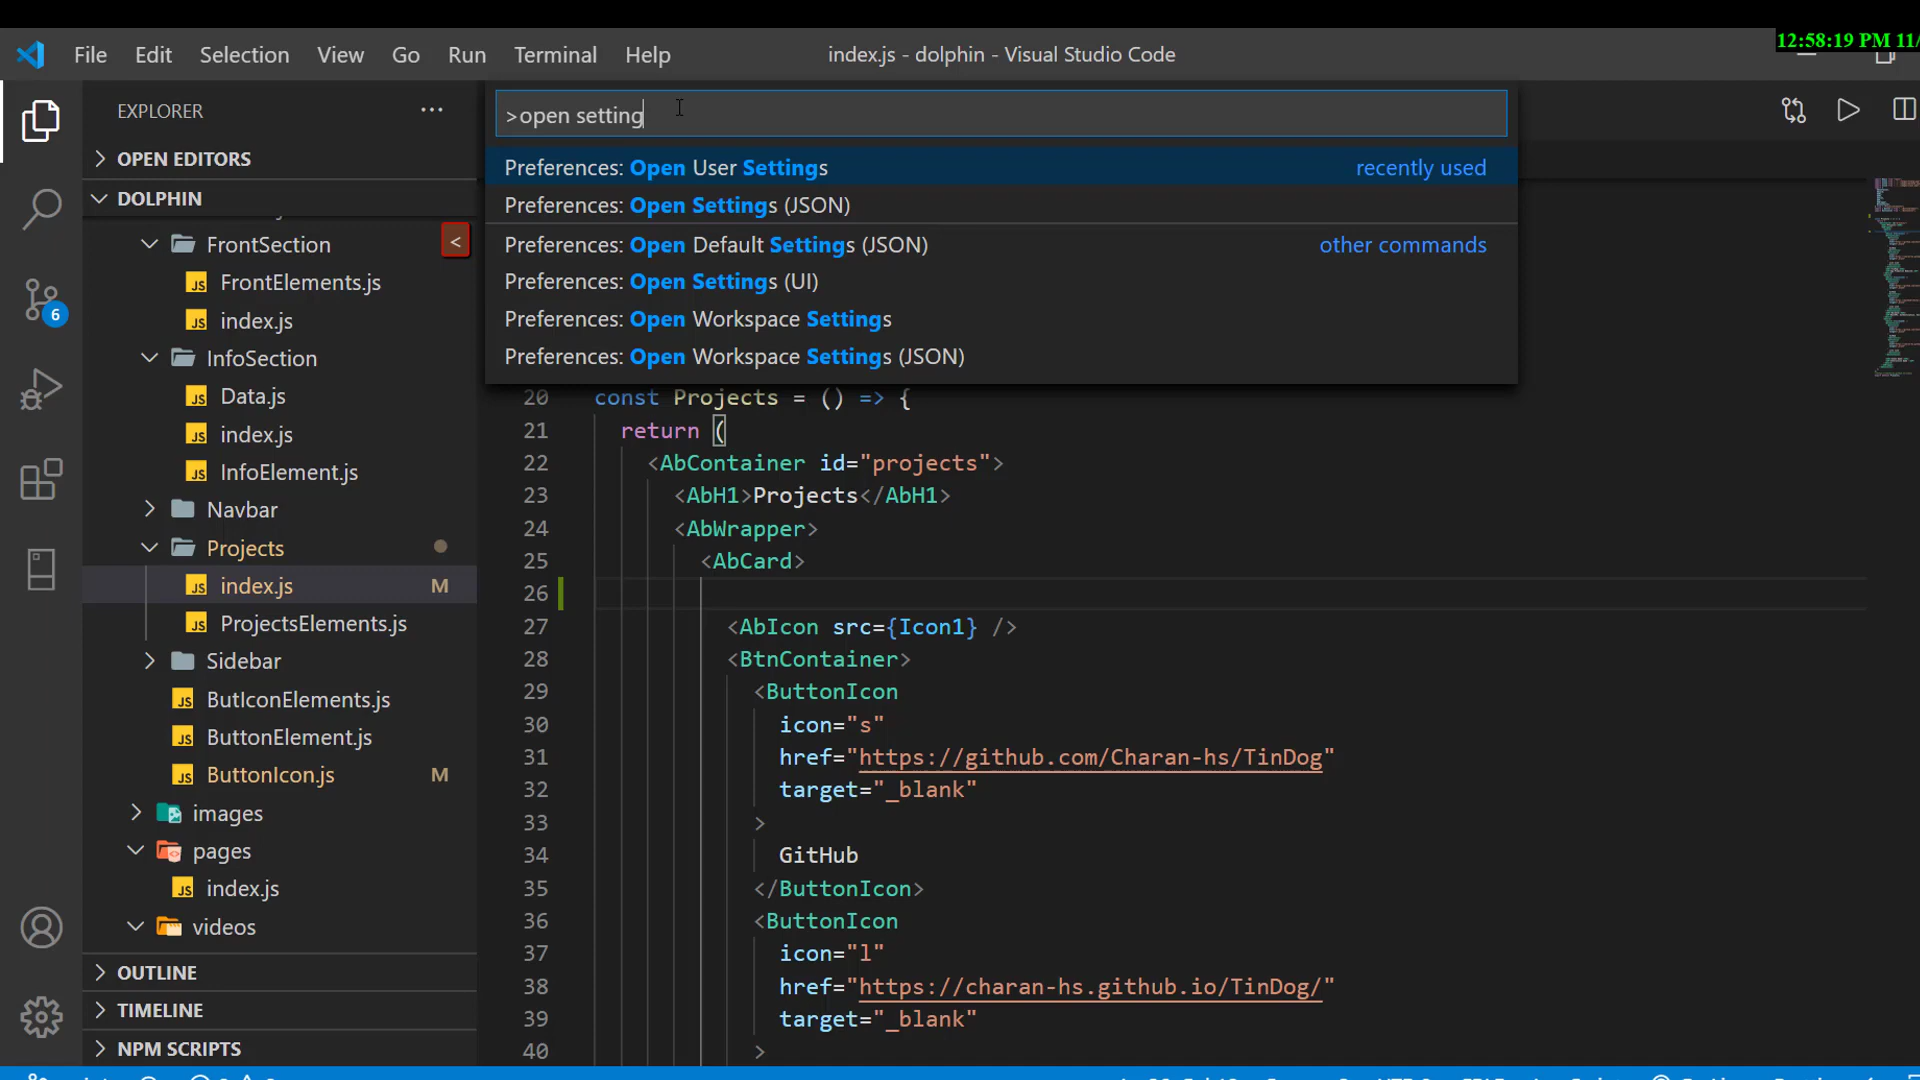 12:58:19 PM 11/
File Edit Selection View Go Run Terminal Help
index.js - dolphin - Visual Studio Code
EXPLORER
OPEN EDITORS
DOLPHIN
FrontSection
<
FrontElements.js
index.js
InfoSection
Data.js
index.js
InfoElement.js
Navbar
Projects
index.js M
ProjectsElements.js
Sidebar
ButIconElements.js
ButtonElement.js
ButtonIcon.js M
images
pages
index.js
videos
OUTLINE
TIMELINE
NPM SCRIPTS
6
>open setting
Preferences: Open User Settings recently used
Preferences: Open Settings (JSON)
Preferences: Open Default Settings (JSON) other commands
Preferences: Open Settings (UI)
Preferences: Open Workspace Settings
Preferences: Open Workspace Settings (JSON)
20 const Projects = () => {
21 return (
22 <AbContainer id="projects">
23 <AbH1>Projects</AbH1>
24 <AbWrapper>
25 <AbCard>
26
27 <AbIcon src={Icon1} />
28 <BtnContainer>
29 <ButtonIcon
30 icon="s"
31 href="https://github.com/Charan-hs/TinDog"
32 target="_blank"
33 >
34 GitHub
35 </ButtonIcon>
36 <ButtonIcon
37 icon="l"
38 href="https://charan-hs.github.io/TinDog/"
39 target="_blank"
40 >